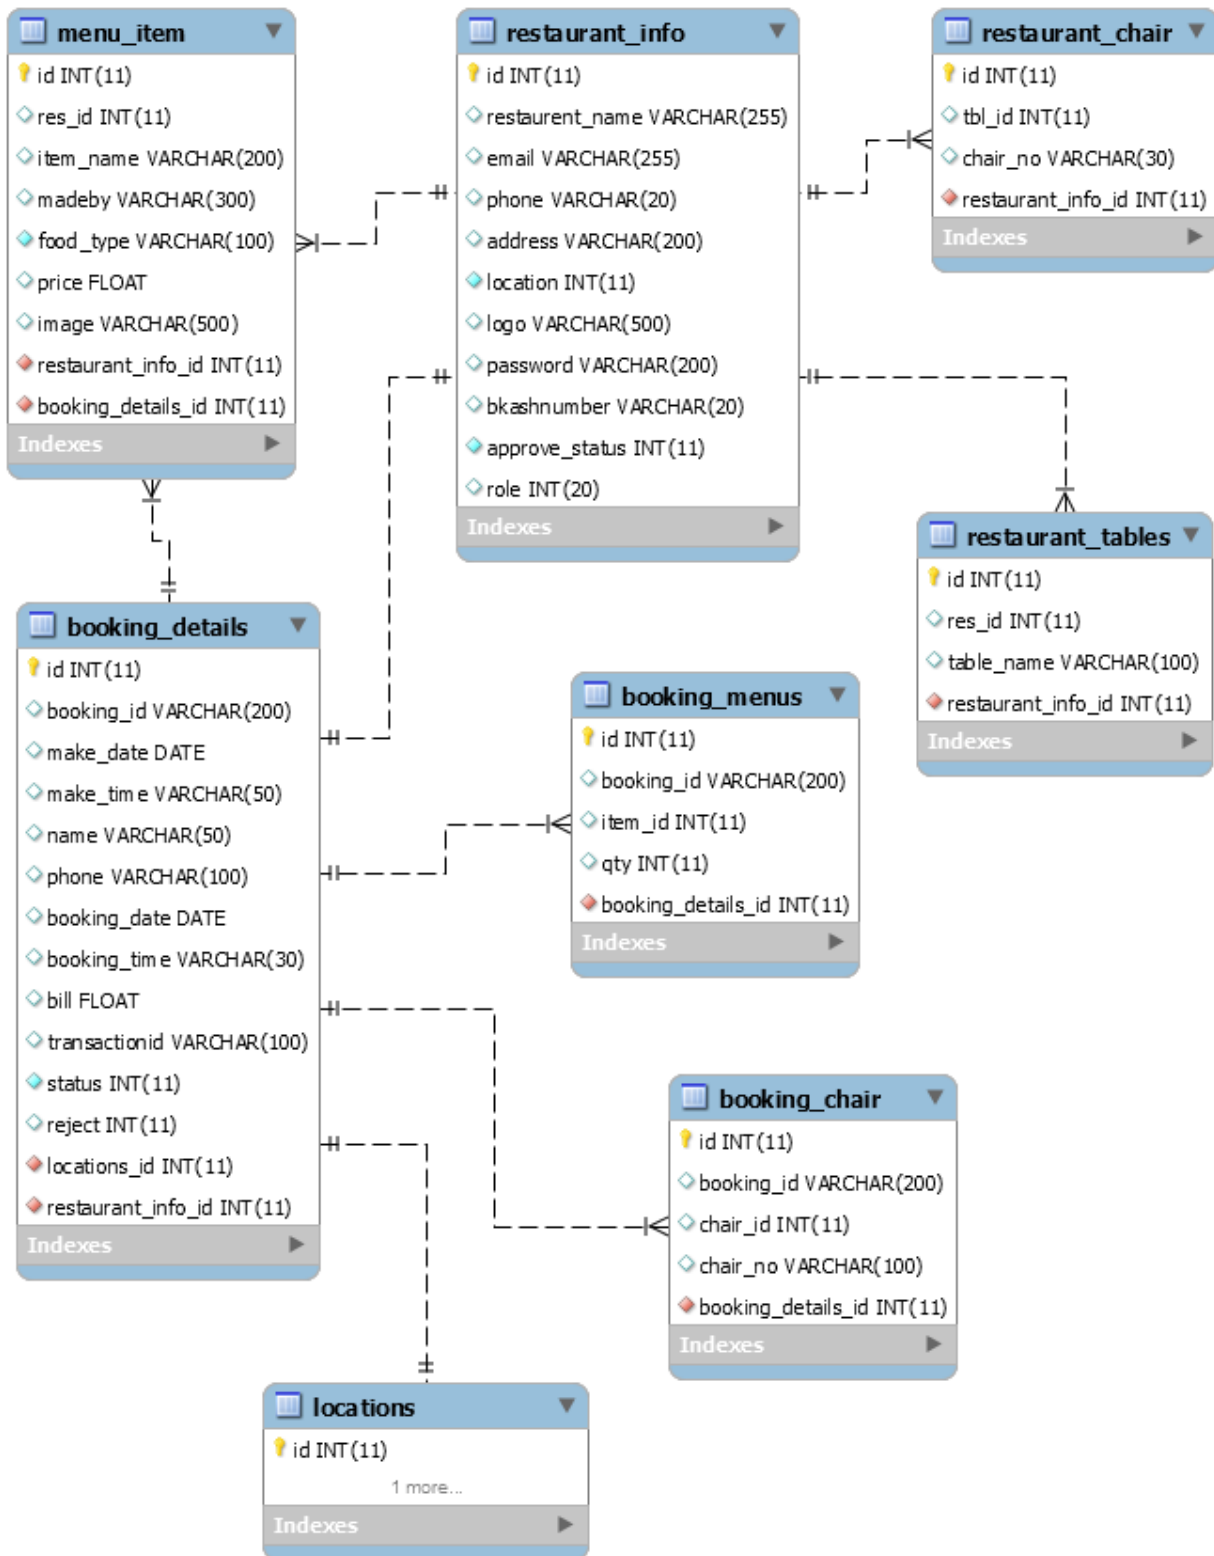 menu_item
id INT(11)
res_id INT(11)
item_name VARCHAR(200)
madeby VARCHAR(300)
food_type VARCHAR(100)
price FLOAT
image VARCHAR(500)
restaurant_info_id INT(11)
booking_details_id INT(11)
Indexes
restaurant_info
id INT(11)
restaurent_name VARCHAR(255)
email VARCHAR(255)
phone VARCHAR(20)
address VARCHAR(200)
location INT(11)
logo VARCHAR(500)
password VARCHAR(200)
bkashnumber VARCHAR(20)
approve_status INT(11)
role INT(20)
Indexes
restaurant_chair
id INT(11)
tbl_id INT(11)
chair_no VARCHAR(30)
restaurant_info_id INT(11)
Indexes
restaurant_tables
id INT(11)
res_id INT(11)
table_name VARCHAR(100)
restaurant_info_id INT(11)
Indexes
booking_details
id INT(11)
booking_id VARCHAR(200)
make_date DATE
make_time VARCHAR(50)
name VARCHAR(50)
phone VARCHAR(100)
booking_date DATE
booking_time VARCHAR(30)
bill FLOAT
transactionid VARCHAR(100)
status INT(11)
reject INT(11)
locations_id INT(11)
restaurant_info_id INT(11)
Indexes
booking_menus
id INT(11)
booking_id VARCHAR(200)
item_id INT(11)
qty INT(11)
booking_details_id INT(11)
Indexes
booking_chair
id INT(11)
booking_id VARCHAR(200)
chair_id INT(11)
chair_no VARCHAR(100)
booking_details_id INT(11)
Indexes
locations
id INT(11)
1 more...
Indexes